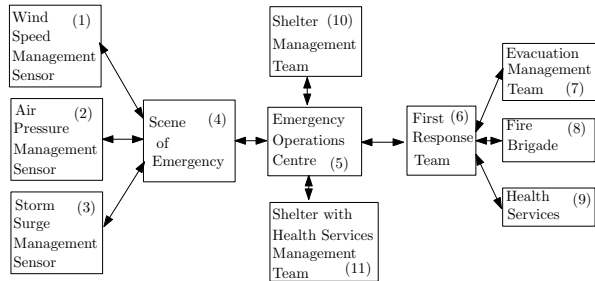 Wind (1)
Speed
Management
Sensor
Air (2)
Pressure
Management
Sensor
Storm (3)
Surge
Management
Sensor
Scene (4)
of
Emergency
Shelter (10)
Management
Team
Emergency
Operations
Centre (5)
Shelter with
Health Services
Management
Team (11)
First (6)
Response
Team
Evacuation
Management
Team (7)
Fire (8)
Brigade
Health (9)
Services